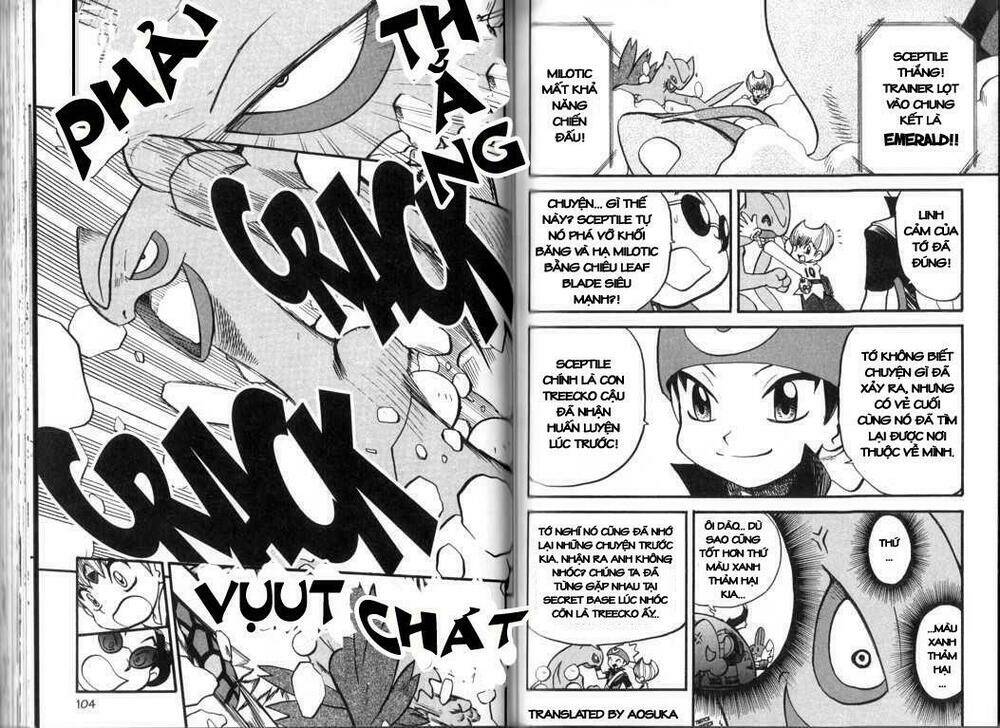 PHẢI
THẮNG
CRACK
CRACK
VỤUT
CHÁT
104
SCEPTILE
THẮNG!
TRAINER LỌT
VÀO CHUNG
KẾT LÀ
EMERALD!!
MILOTIC
MẤT KHẢ
NĂNG CHIẾN
ĐẤU!
LINH
CẢM CỦA
TỚ ĐÃ
ĐÚNG!
10
CHUYỆN... GÌ THẾ
NÀY? SCEPTILE TỰ
NÓ PHÁ VỠ KHỐI
BĂNG VÀ HẠ MILOTIC
BẰNG CHIÊU LEAF
BLADE SIÊU
MẠNH?!
TỚ KHÔNG BIẾT
CHUYỆN GÌ ĐÃ
XẢY RA, NHƯNG
CÓ VẺ CUỐI
CÙNG NÓ ĐÃ TÌM
LẠI ĐƯỢC NƠI
THUỘC VỀ MÌNH.
SCEPTILE
CHÍNH LÀ CON
TREECKO CẬU
ĐÃ NHẬN
HUẤN LUYỆN
LÚC TRƯỚC!
THỨ
...
...MÀU
XANH
THẢM HẠI
...
ÔI DÀO.. DÙ
SAO CŨNG
TỐT HƠN THỨ
MÀU XANH
THẢM HẠI
KIA...
TỚ NGHĨ NÓ CŨNG ĐÃ NHỚ
LẠI NHỮNG CHUYỆN TRƯỚC
KIA. NHẬN RA ANH KHÔNG
NHÓC? CHÚNG TA ĐÃ
TỪNG GẶP NHAU TẠI
SECRET BASE LÚC NHÓC
CÒN LÀ TREECKO ẤY..
TRANSLATED BY AOSUKA